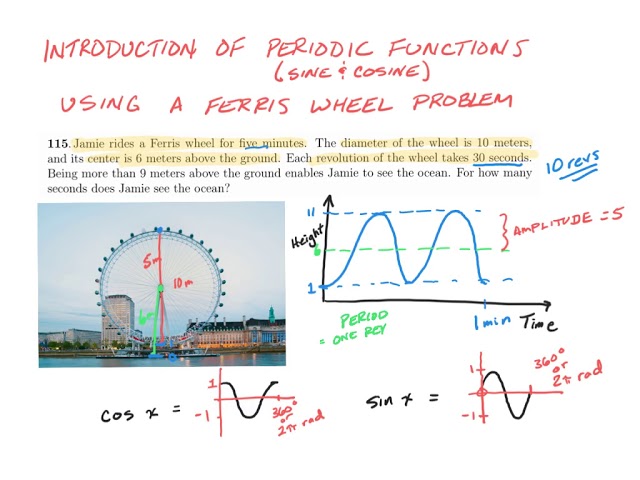 INTRODUCTION OF PERIODIC FUNCTIONS
(SINE & COSINE)
USING A FERRIS WHEEL PROBLEM
115. Jamie rides a Ferris wheel for five minutes. The diameter of the wheel is 10 meters,
and its center is 6 meters above the ground. Each revolution of the wheel takes 30 seconds.
Being more than 9 meters above the ground enables Jamie to see the ocean. For how many
seconds does Jamie see the ocean?
10 revs
5m
10m
6m
Height
11
6
1
AMPLITUDE = 5
PERIOD
= ONE REV
1 min
Time
cos x =
1
-1
360°
or
2π rad
sin x =
1
-1
360°
or
2π rad